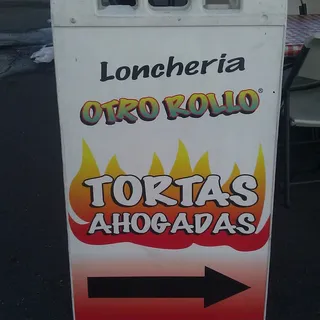 Loncheria
OTRO ROLLO®
TORTAS
AHOGADAS